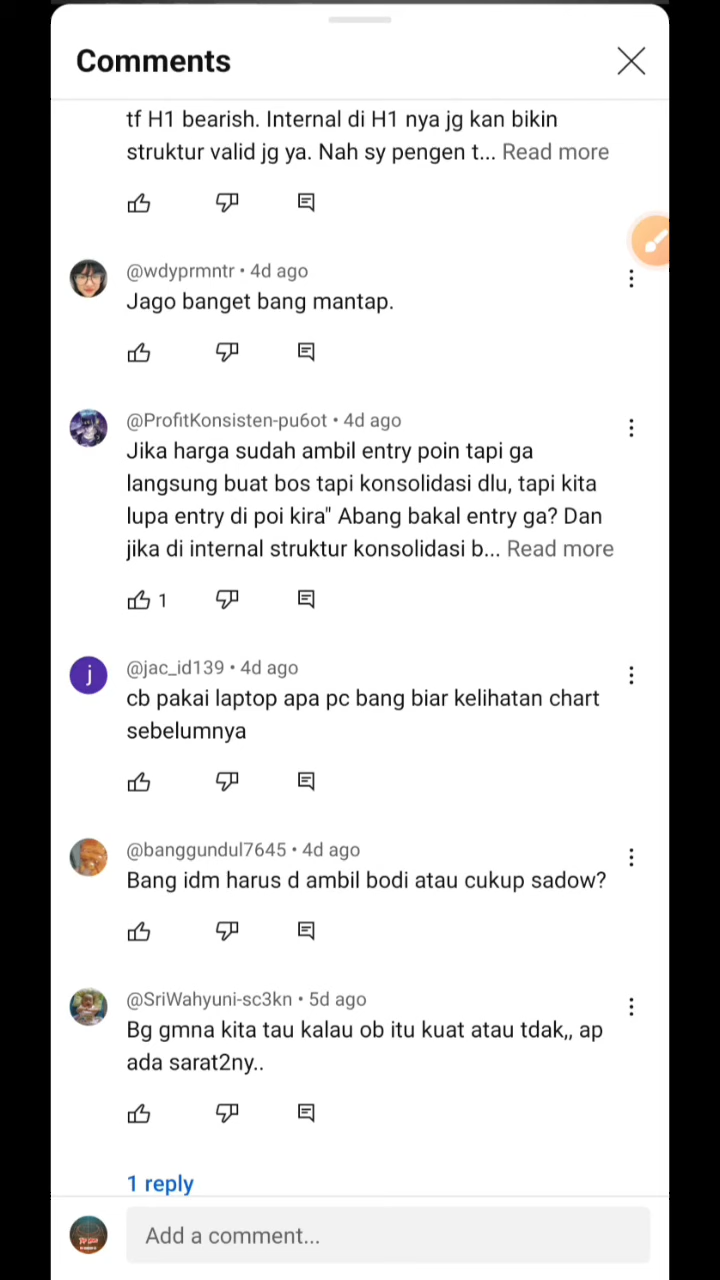 Comments
tf H1 bearish. Internal di H1 nya jg kan bikin
struktur valid jg ya. Nah sy pengen t... Read more
@wdyprmntr • 4d ago
Jago banget bang mantap.
@ProfitKonsisten-pu6ot • 4d ago
Jika harga sudah ambil entry poin tapi ga
langsung buat bos tapi konsolidasi dlu, tapi kita
lupa entry di poi kira" Abang bakal entry ga? Dan
jika di internal struktur konsolidasi b... Read more
1
j
@jac_id139 • 4d ago
cb pakai laptop apa pc bang biar kelihatan chart
sebelumnya
@banggundul7645 • 4d ago
Bang idm harus d ambil bodi atau cukup sadow?
@SriWahyuni-sc3kn • 5d ago
Bg gmna kita tau kalau ob itu kuat atau tdak,, ap
ada sarat2ny..
1 reply
Add a comment...